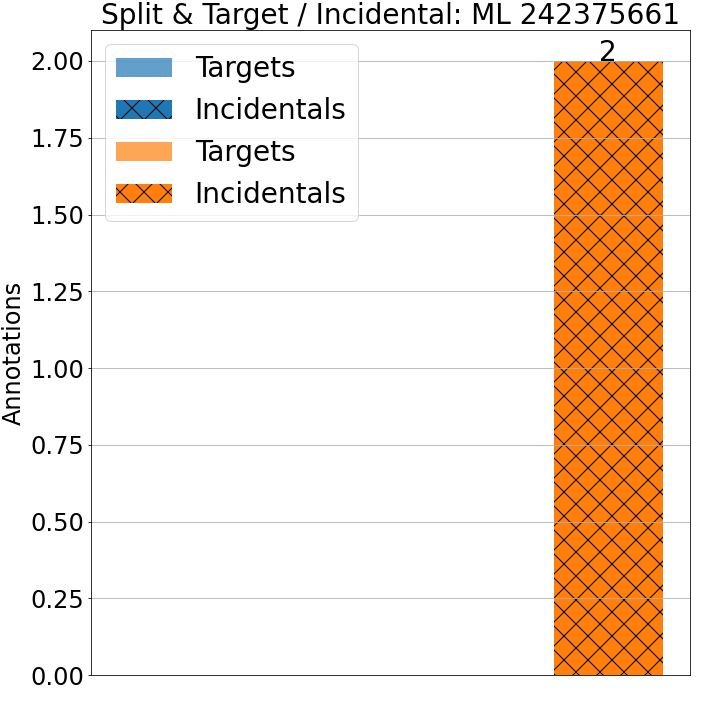 Split & Target / Incidental: ML 242375661
2
Targets
Incidentals
Targets
Incidentals
Annotations
2.00
1.75
1.50
1.25
1.00
0.75
0.50
0.25
0.00